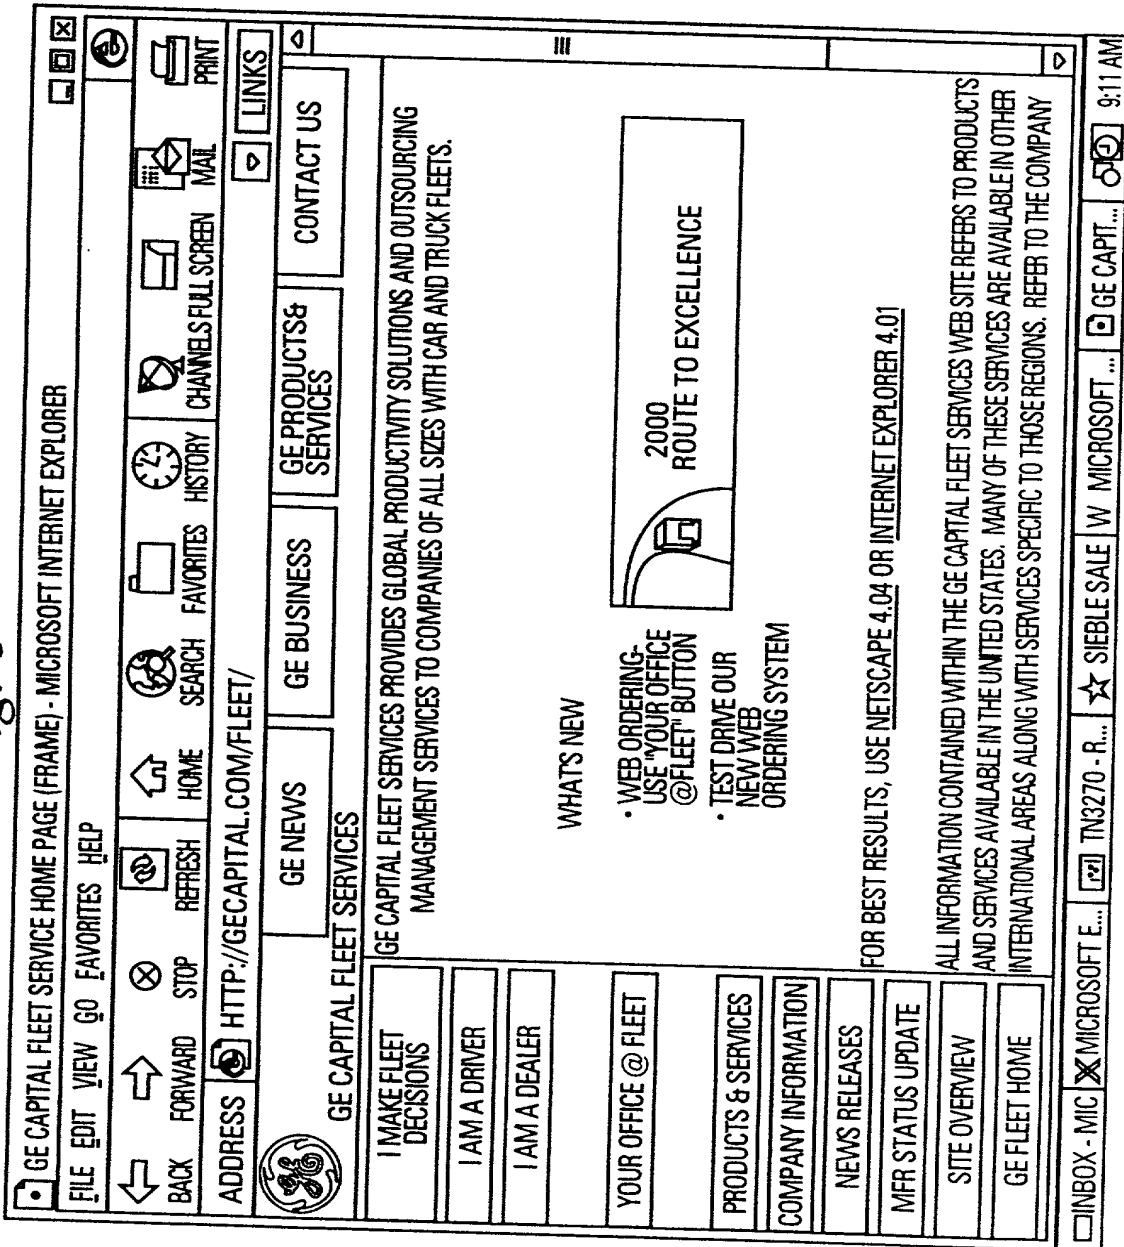 GE CAPITAL FLEET SERVICE HOME PAGE (FRAME) - MICROSOFT INTERNET EXPLORER
FILE EDIT VIEW GO FAVORITES HELP
BACK FORWARD STOP REFRESH HOME SEARCH FAVORITES HISTORY CHANNELS FULL SCREEN MAIL PRINT
ADDRESS HTTP://GECAPITAL.COM/FLEET/ LINKS
GE NEWS
GE BUSINESS
GE PRODUCTS&
SERVICES
CONTACT US
GE CAPITAL FLEET SERVICES
I MAKE FLEET
DECISIONS
I AM A DRIVER
I AM A DEALER
YOUR OFFICE @ FLEET
PRODUCTS & SERVICES
COMPANY INFORMATION
NEWS RELEASES
MFR STATUS UPDATE
SITE OVERVIEW
GE FLEET HOME
GE CAPITAL FLEET SERVICES PROVIDES GLOBAL PRODUCTIVITY SOLUTIONS AND OUTSOURCING
MANAGEMENT SERVICES TO COMPANIES OF ALL SIZES WITH CAR AND TRUCK FLEETS.
WHAT'S NEW
• WEB ORDERING-
USE "YOUR OFFICE
@FLEET" BUTTON
• TEST DRIVE OUR
NEW WEB
ORDERING SYSTEM
2000
ROUTE TO EXCELLENCE
FOR BEST RESULTS, USE NETSCAPE 4.04 OR INTERNET EXPLORER 4.01
ALL INFORMATION CONTAINED WITHIN THE GE CAPITAL FLEET SERVICES WEB SITE REFERS TO PRODUCTS
AND SERVICES AVAILABLE IN THE UNITED STATES. MANY OF THESE SERVICES ARE AVAILABLE IN OTHER
INTERNATIONAL AREAS ALONG WITH SERVICES SPECIFIC TO THOSE REGIONS. REFER TO THE COMPANY
INBOX - MIC MICROSOFT E... TN3270 - R... SIEBLE SALE W MICROSOFT ... GE CAPIT... 9:11 AM